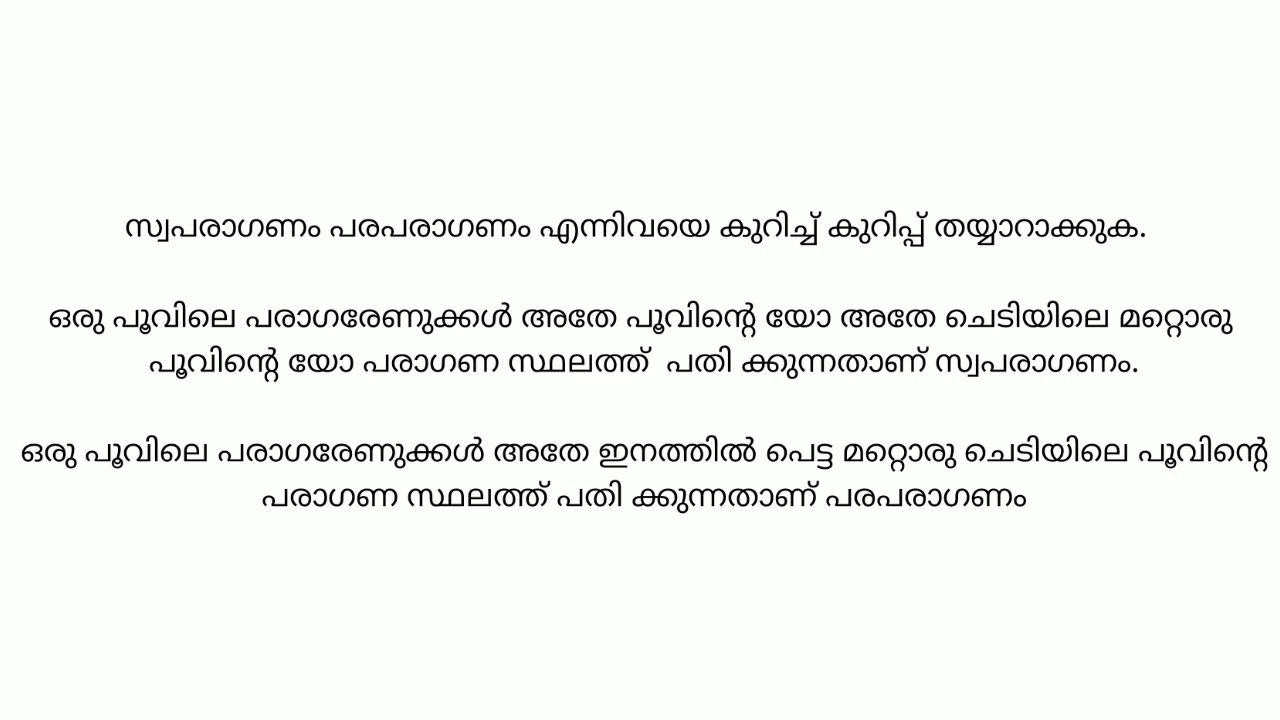 സ്വപരാഗണം പരപരാഗണം എന്നിവയെ കുറിച്ച് കുറിപ്പ് തയ്യാറാക്കുക.
ഒരു പൂവിലെ പരാഗരേണുക്കൾ അതേ പൂവിന്റെ യോ അതേ ചെടിയിലെ മറ്റൊരു
പൂവിന്റെ യോ പരാഗണ സ്ഥലത്ത്  പതി ക്കുന്നതാണ് സ്വപരാഗണം.
ഒരു പൂവിലെ പരാഗരേണുക്കൾ അതേ ഇനത്തിൽ പെട്ട മറ്റൊരു ചെടിയിലെ പൂവിന്റെ
പരാഗണ സ്ഥലത്ത് പതി ക്കുന്നതാണ് പരപരാഗണം